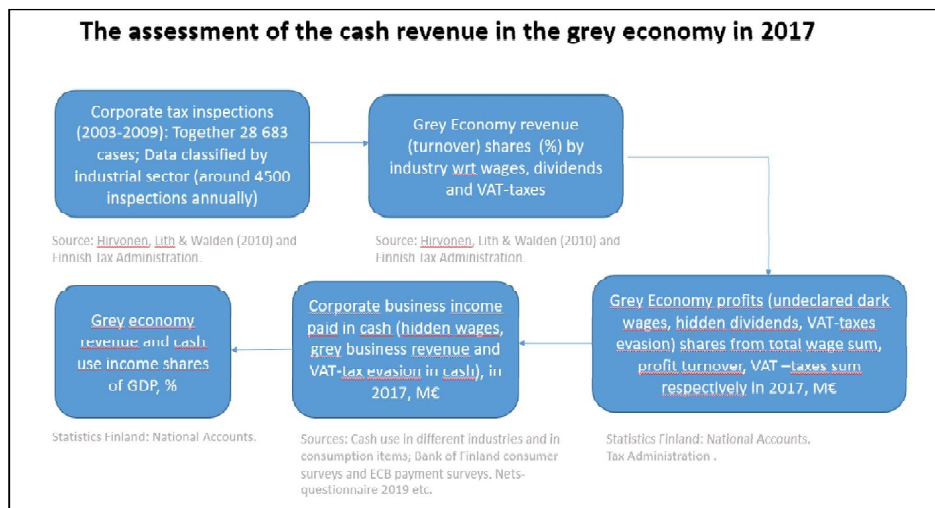 The assessment of the cash revenue in the grey economy in 2017
Corporate tax inspections
(2003-2009): Together 28 683
cases; Data classified by
industrial sector (around 4500
inspections annually)
Source: Hirvonen, Lith & Walden (2010) and
Finnish Tax Administration.
Grey Economy revenue
(turnover) shares (%) by
industry wrt wages, dividends
and VAT-taxes
Source: Hirvonen, Lith & Walden (2010) and
Finnish Tax Administration.
Grey Economy profits (undeclared dark
wages, hidden dividends, VAT-taxes
evasion) shares from total wage sum,
profit turnover, VAT –taxes sum
respectively in 2017, M€
Statistics Finland: National Accounts.
Tax Administration .
Corporate business income
paid in cash (hidden wages,
grey business revenue and
VAT-tax evasion in cash), in
2017, M€
Sources: Cash use in different industries and in
consumption items; Bank of Finland consumer
surveys and ECB payment surveys. Nets-
questionnaire 2019 etc.
Grey economy
revenue and cash
use income shares
of GDP, %
Statistics Finland: National Accounts.